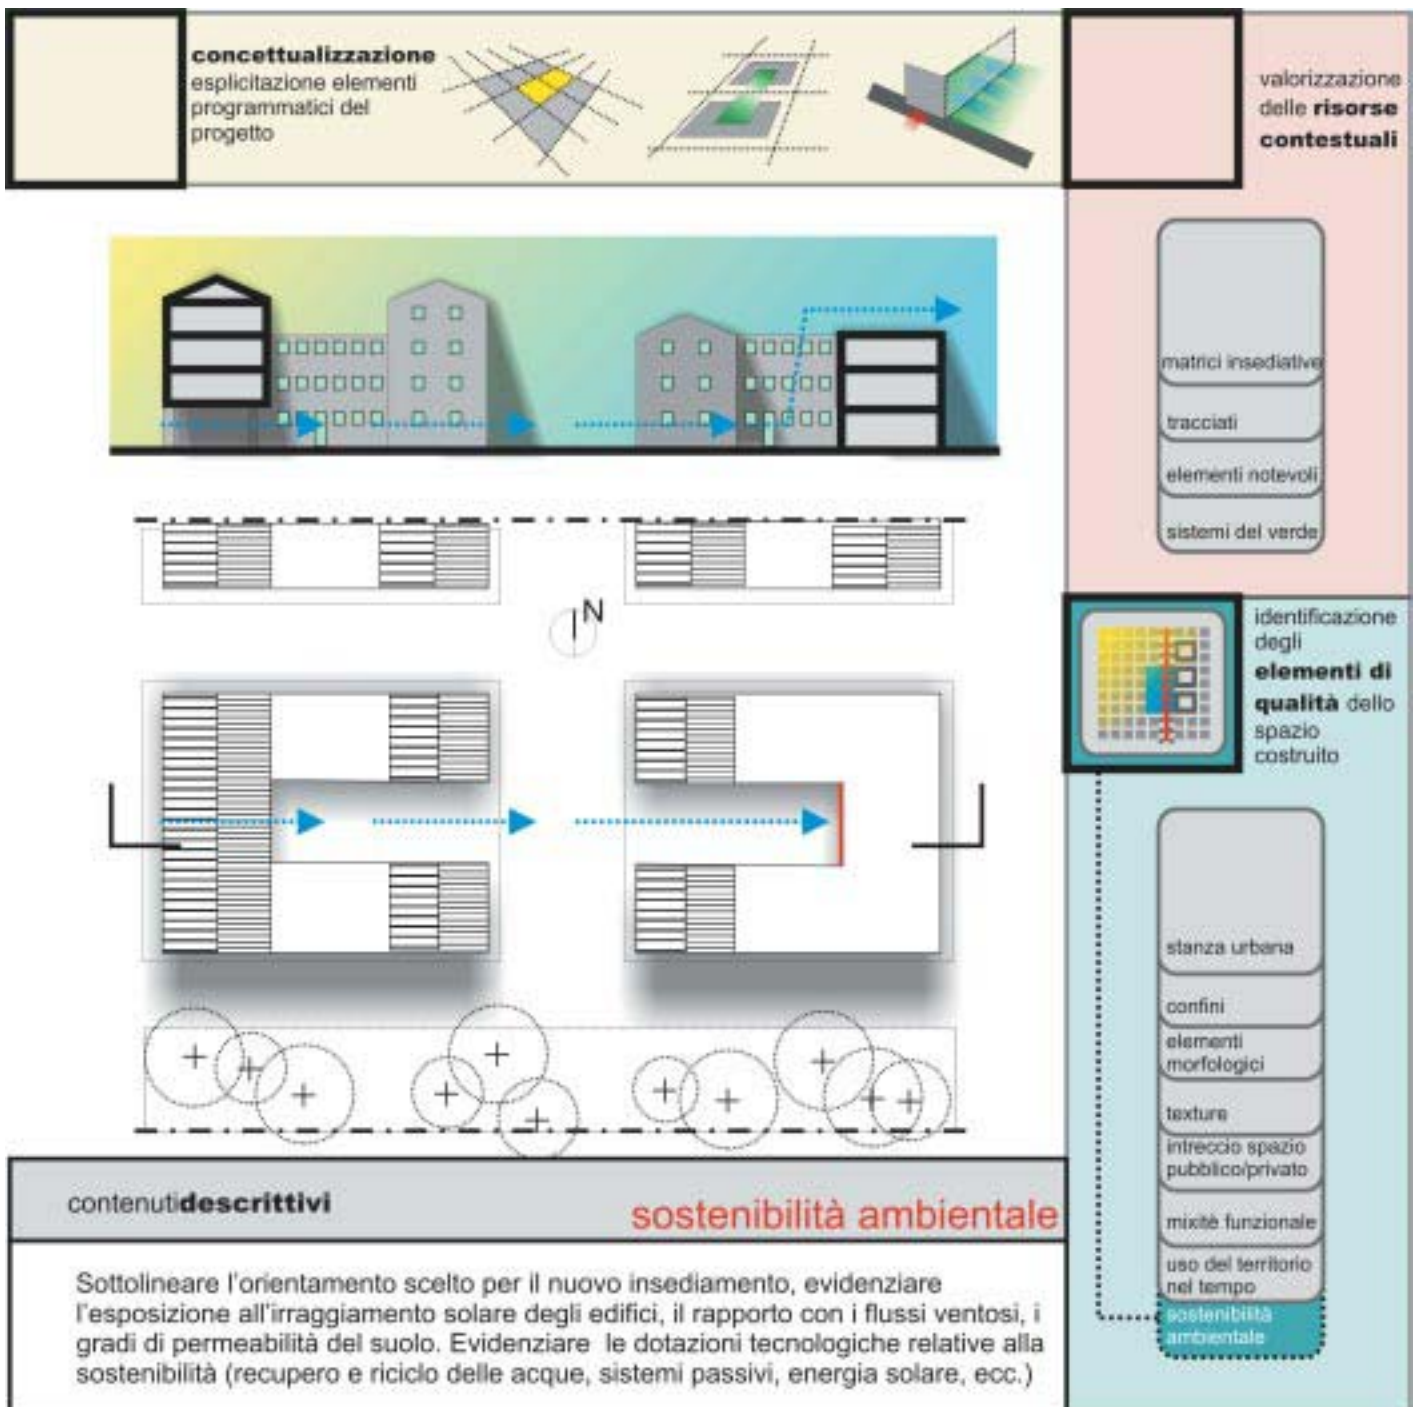 concettualizzazione
esplicitazione elementi
programmatici del
progetto
valorizzazione
delle risorse
contestuali
matrici insediative
tracciati
elementi notevoli
sistemi del verde
N
identificazione
degli
elementi di
qualità dello
spazio
costruito
stanza urbana
confini
elementi
morfologici
texture
intreccio spazio
pubblico/privato
mixitè funzionale
uso del territorio
nel tempo
sostenibilità
ambientale
contenutidescrittivi
sostenibilità ambientale
Sottolineare l'orientamento scelto per il nuovo insediamento, evidenziare
l'esposizione all'irraggiamento solare degli edifici, il rapporto con i flussi ventosi, i
gradi di permeabilità del suolo. Evidenziare le dotazioni tecnologiche relative alla
sostenibilità (recupero e riciclo delle acque, sistemi passivi, energia solare, ecc.)